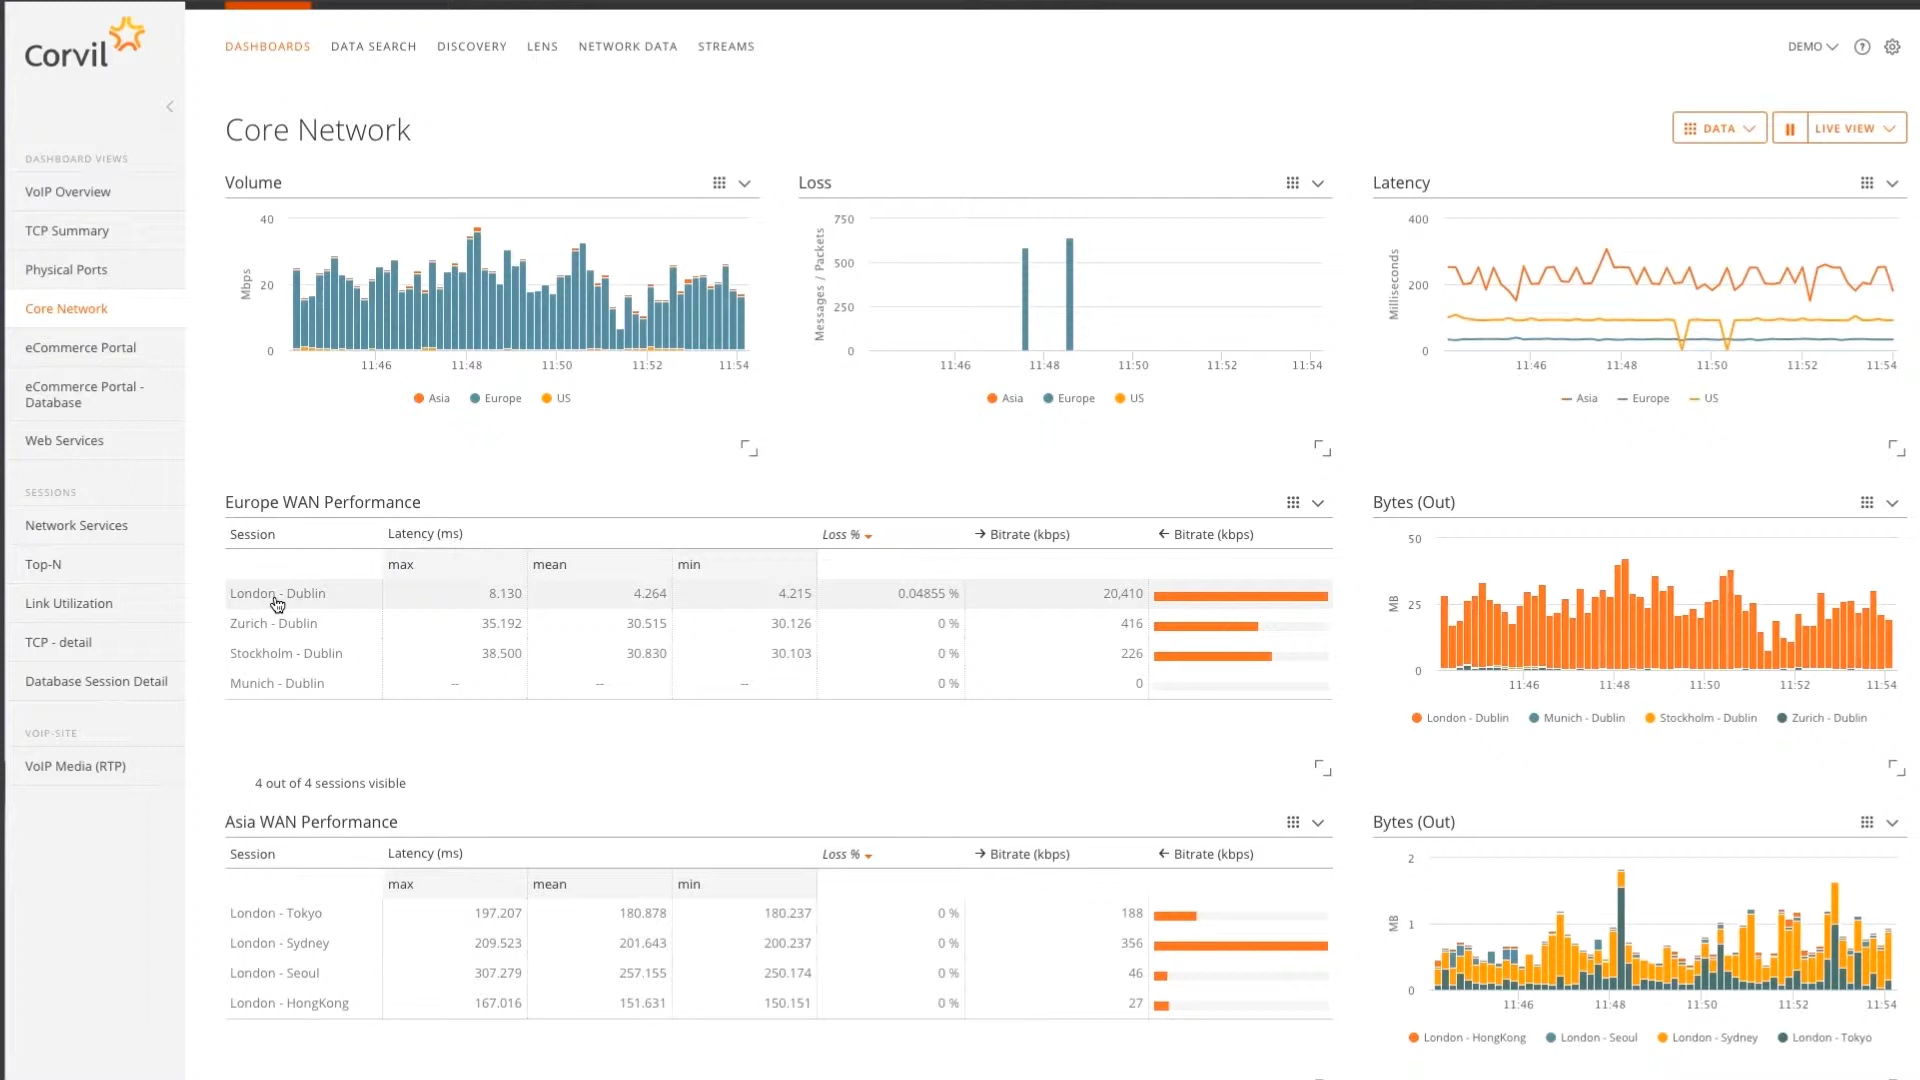 Corvil
DASHBOARDS DATA SEARCH DISCOVERY LENS NETWORK DATA STREAMS
DEMO ?
DASHBOARD VIEWS
VoIP Overview
TCP Summary
Physical Ports
Core Network
eCommerce Portal
eCommerce Portal -
Database
Web Services
SESSIONS
Network Services
Top-N
Link Utilization
TCP - detail
Database Session Detail
VOIP-SITE
VoIP Media (RTP)
Core Network
DATA LIVE VIEW
Volume
40
20
0
Mbps
11:46 11:48 11:50 11:52 11:54
Asia Europe US
Loss
750
500
250
0
Messages / Packets
11:46 11:48 11:50 11:52 11:54
Asia Europe US
Latency
400
200
0
Milliseconds
11:46 11:48 11:50 11:52 11:54
Asia Europe US
Europe WAN Performance
Session Latency (ms) Loss % → Bitrate (kbps) ← Bitrate (kbps)
max mean min
London - Dublin 8.130 4.264 4.215 0.04855 % 20,410
Zurich - Dublin 35.192 30.515 30.126 0 % 416
Stockholm - Dublin 38.500 30.830 30.103 0 % 226
Munich - Dublin -- -- -- 0 % 0
4 out of 4 sessions visible
Bytes (Out)
50
25
0
MB
11:46 11:48 11:50 11:52 11:54
London - Dublin Munich - Dublin Stockholm - Dublin Zurich - Dublin
Asia WAN Performance
Session Latency (ms) Loss % → Bitrate (kbps) ← Bitrate (kbps)
max mean min
London - Tokyo 197.207 180.878 180.237 0 % 188
London - Sydney 209.523 201.643 200.237 0 % 356
London - Seoul 307.279 257.155 250.174 0 % 46
London - HongKong 167.016 151.631 150.151 0 % 27
Bytes (Out)
2
1
0
MB
11:46 11:48 11:50 11:52 11:54
London - HongKong London - Seoul London - Sydney London - Tokyo